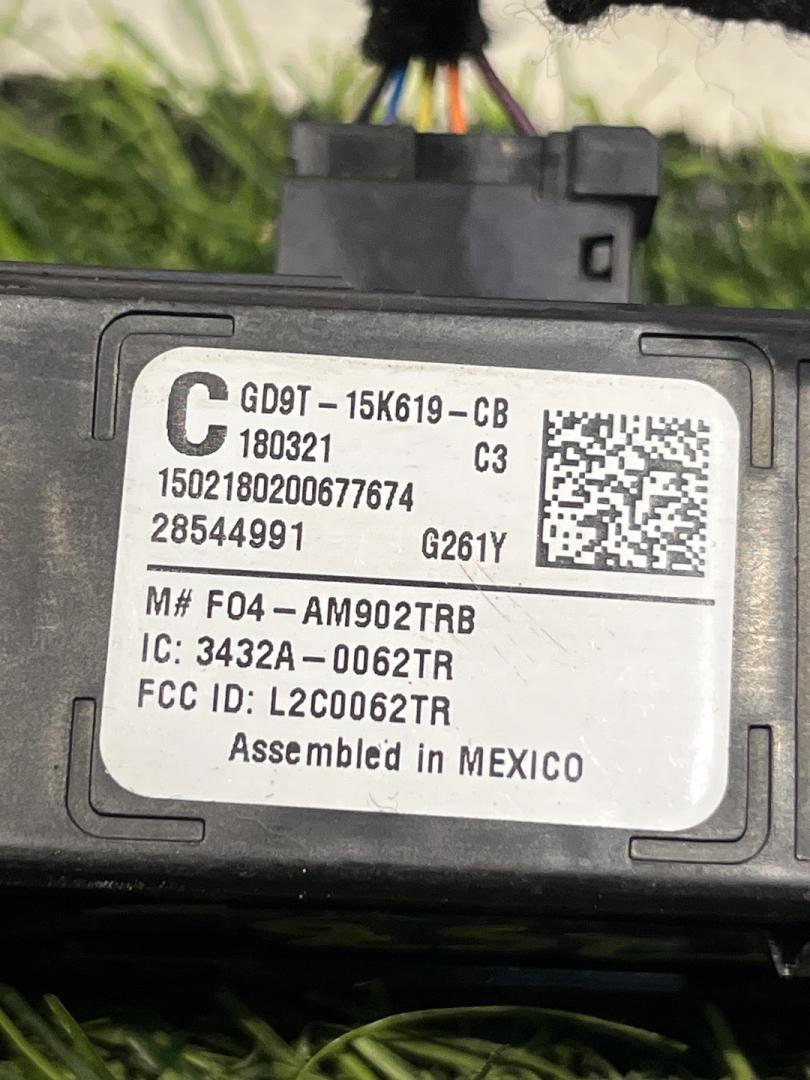 C GD9T-15K619-CB
180321 C3
1502180200677674
28544991 G261Y
M# F04-AM902TRB
IC: 3432A-0062TR
FCC ID: L2C0062TR
Assembled in MEXICO